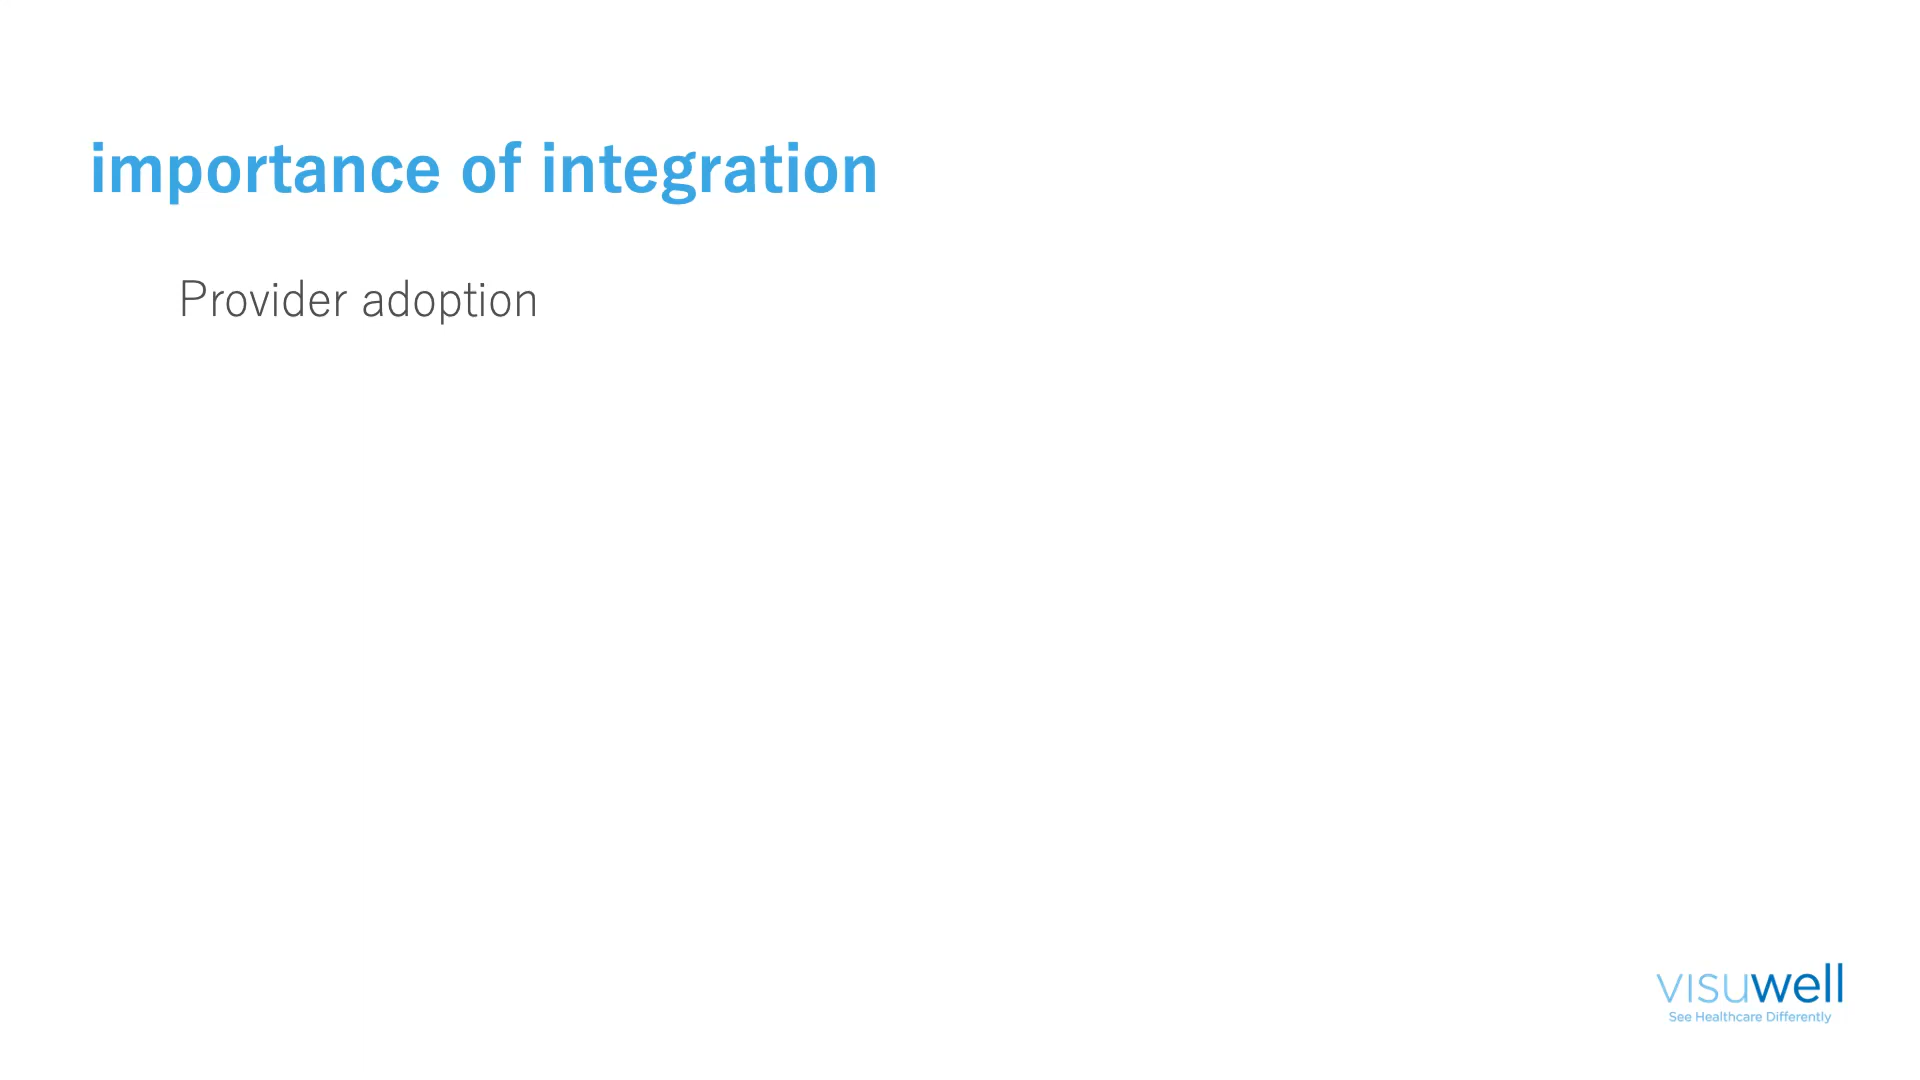 importance of integration
Provider adoption
visuwell
See Healthcare Differently